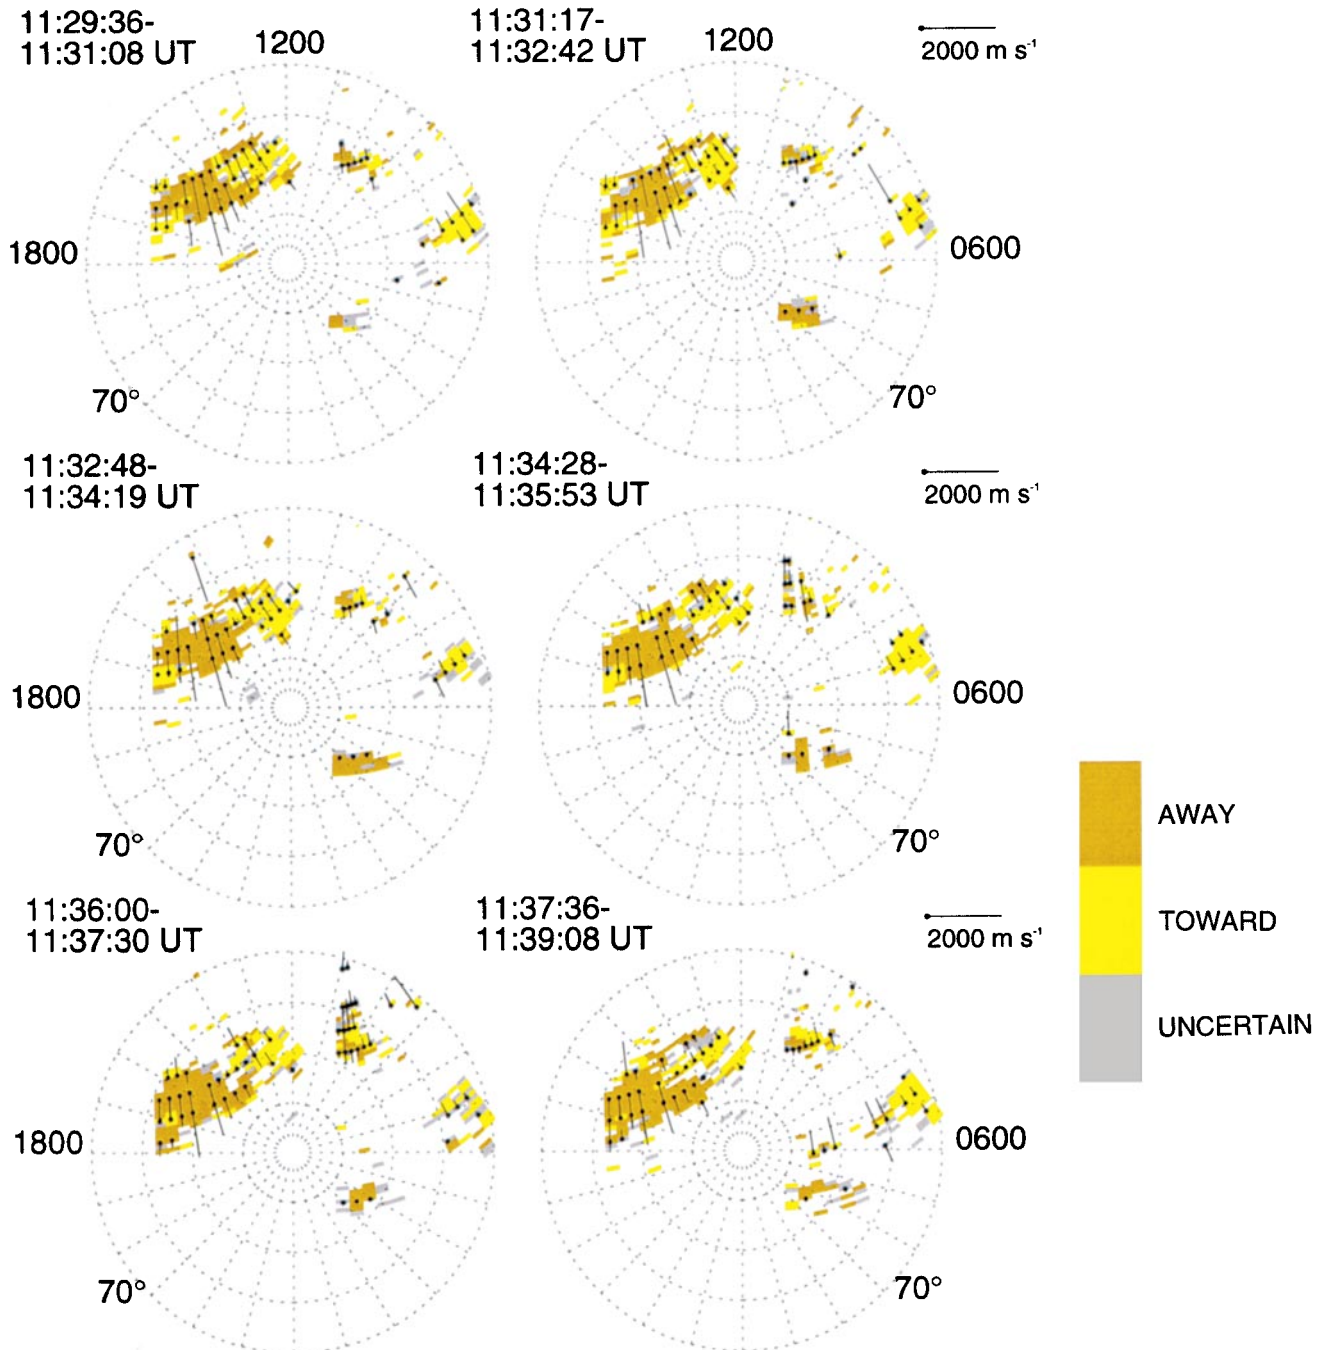 11:29:36-
11:31:08 UT
1200
11:31:17-
11:32:42 UT
1200
2000 m s-1
1800
0600
70°
70°
11:32:48-
11:34:19 UT
11:34:28-
11:35:53 UT
2000 m s-1
1800
0600
70°
70°
AWAY
TOWARD
UNCERTAIN
11:36:00-
11:37:30 UT
11:37:36-
11:39:08 UT
2000 m s-1
1800
0600
70°
70°